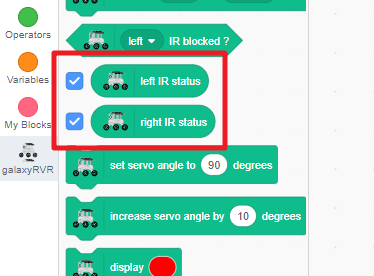 left IR blocked ?
Operators
left IR status
Variables
right IR status
My Blocks
galaxyRVR
set servo angle to 90 degrees
increase servo angle by 10 degrees
display